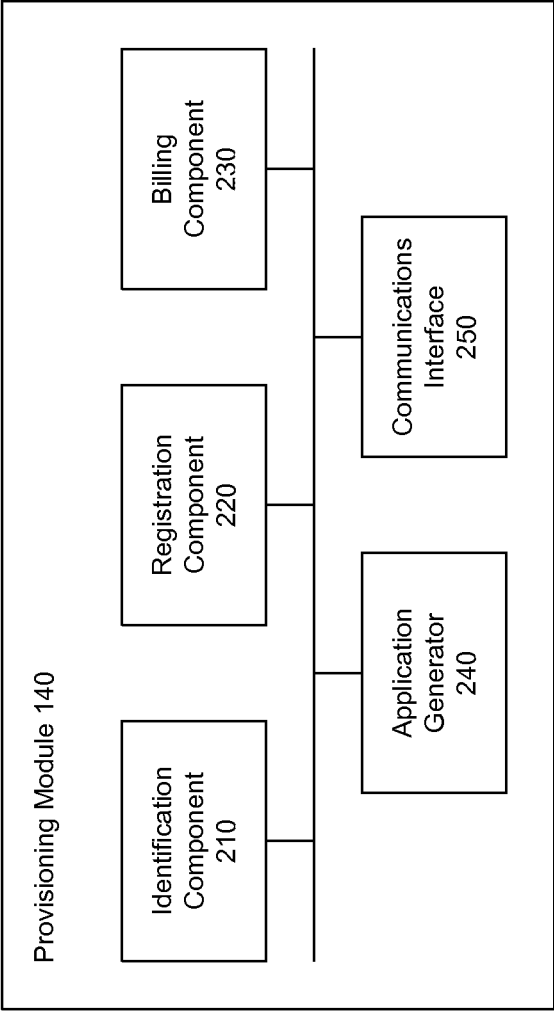 Provisioning Module 140
Identification
Component
210
Registration
Component
220
Billing
Component
230
Application
Generator
240
Communications
Interface
250